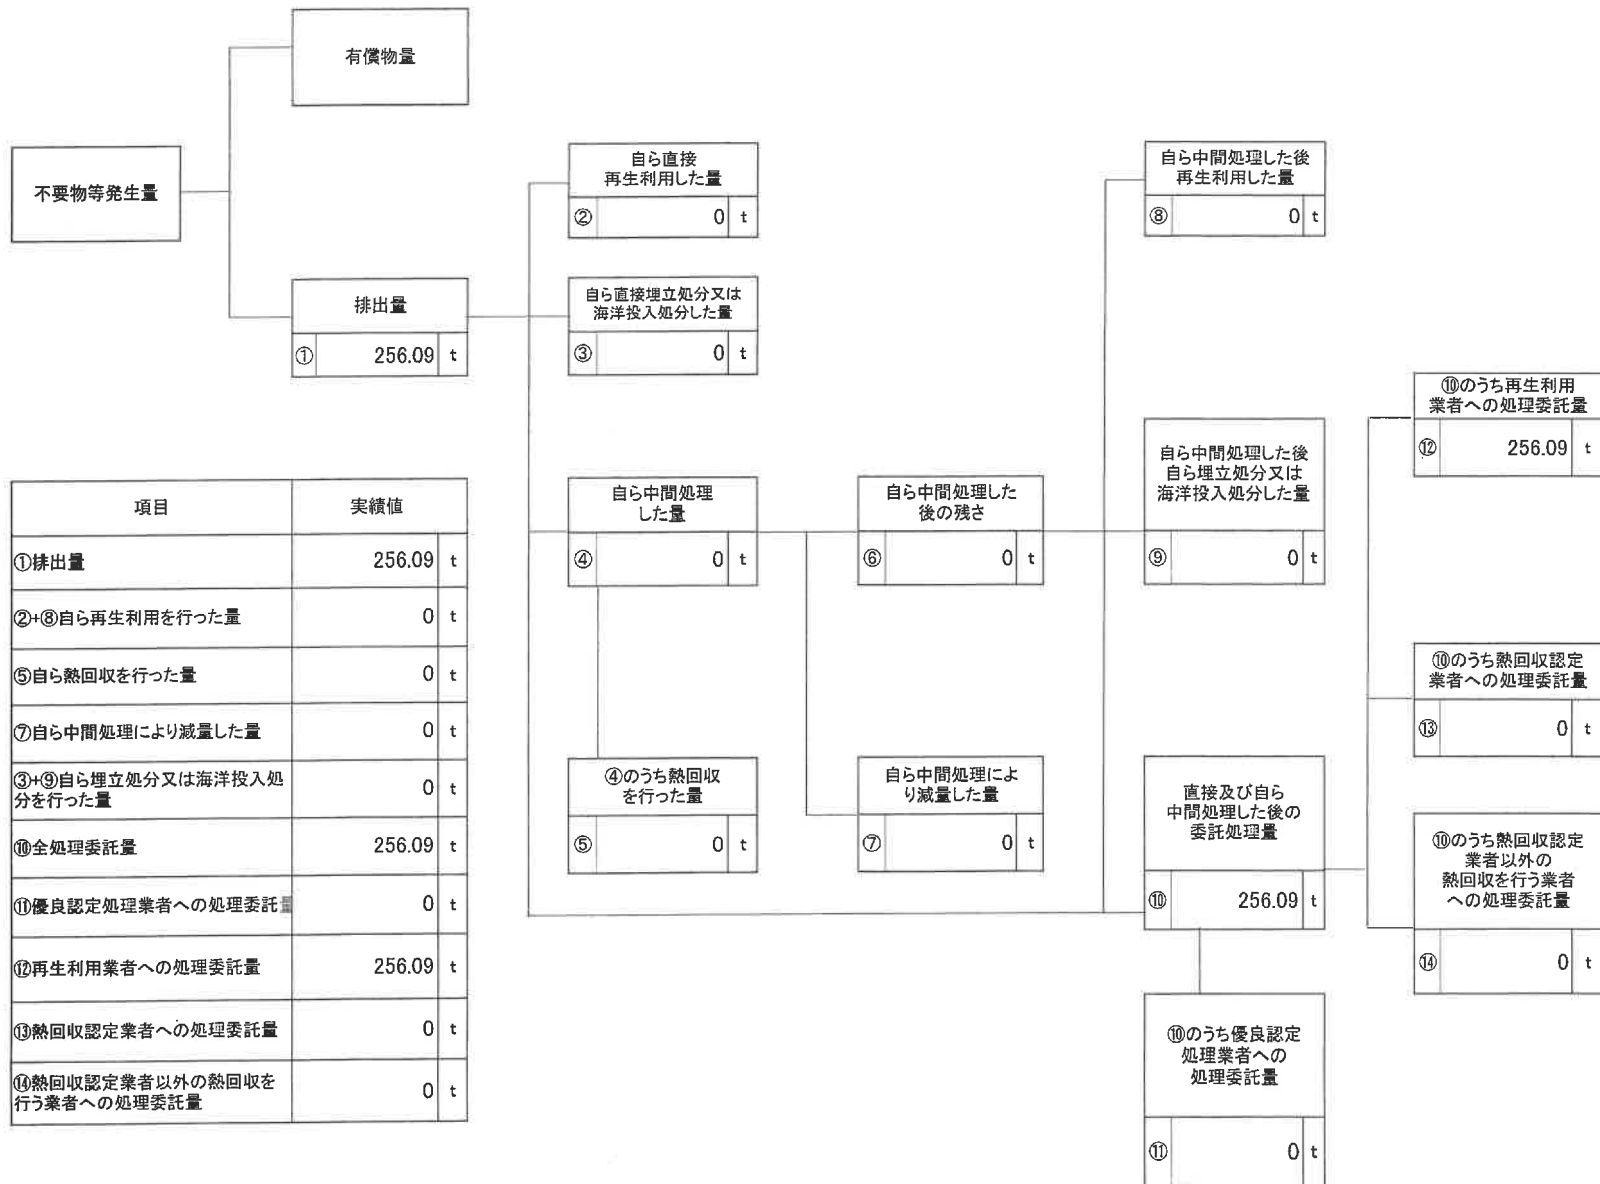 有償物量
不要物等発生量
排出量
① 256.09 t
自ら直接
再生利用した量
② 0 t
自ら直接埋立処分又は
海洋投入処分した量
③ 0 t
自ら中間処理
した量
④ 0 t
④のうち熱回収
を行った量
⑤ 0 t
自ら中間処理した
後の残さ
⑥ 0 t
自ら中間処理によ
り減量した量
⑦ 0 t
自ら中間処理した後
再生利用した量
⑧ 0 t
自ら中間処理した後
自ら埋立処分又は
海洋投入処分した量
⑨ 0 t
直接及び自ら
中間処理した後の
委託処理量
⑩ 256.09 t
⑩のうち優良認定
処理業者への
処理委託量
⑪ 0 t
⑩のうち再生利用
業者への処理委託量
⑫ 256.09 t
⑩のうち熱回収認定
業者への処理委託量
⑬ 0 t
⑩のうち熱回収認定
業者以外の
熱回収を行う業者
への処理委託量
⑭ 0 t
項目 実績値
①排出量 256.09 t
②+⑧自ら再生利用を行った量 0 t
⑤自ら熱回収を行った量 0 t
⑦自ら中間処理により減量した量 0 t
③+⑨自ら埋立処分又は海洋投入処
分を行った量 0 t
⑩全処理委託量 256.09 t
⑪優良認定処理業者への処理委託量 0 t
⑫再生利用業者への処理委託量 256.09 t
⑬熱回収認定業者への処理委託量 0 t
⑭熱回収認定業者以外の熱回収を
行う業者への処理委託量 0 t